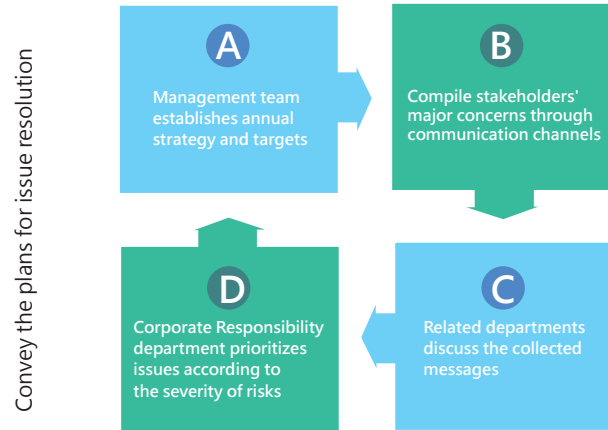 Convey the plans for issue resolution
A
Management team
establishes annual
strategy and targets
B
Compile stakeholders'
major concerns through
communication channels
C
Related departments
discuss the collected
messages
D
Corporate Responsibility
department prioritizes
issues according to
the severity of risks